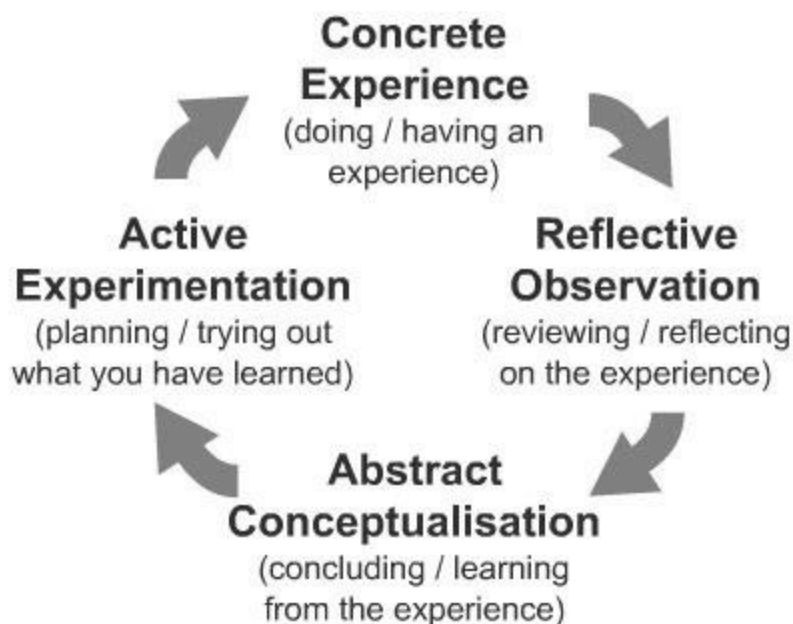 Concrete
Experience
(doing / having an
experience)
Active
Experimentation
(planning / trying out
what you have learned)
Reflective
Observation
(reviewing / reflecting
on the experience)
Abstract
Conceptualisation
(concluding / learning
from the experience)